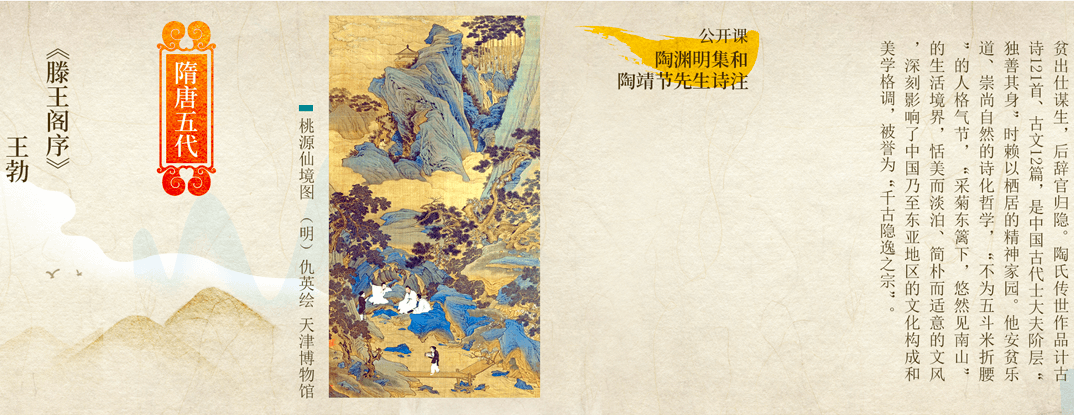 贫出仕谋生，后辞官归隐。陶氏传世作品计古
诗121首、古文12篇，是中国古代士大夫阶层“
独善其身”时赖以栖居的精神家园。他安贫乐
道、崇尚自然的诗化哲学，“不为五斗米折腰
”的人格气节，“采菊东篱下，悠然见南山”
的生活境界，恬美而淡泊、简朴而适意的文风
，深刻影响了中国乃至东亚地区的文化构成和
美学格调，被誉为“千古隐逸之宗”。
公开课
陶渊明集和
陶靖节先生诗注
桃源仙境图 （明）仇英绘 天津博物馆
隋唐五代
《滕王阁序》
王勃